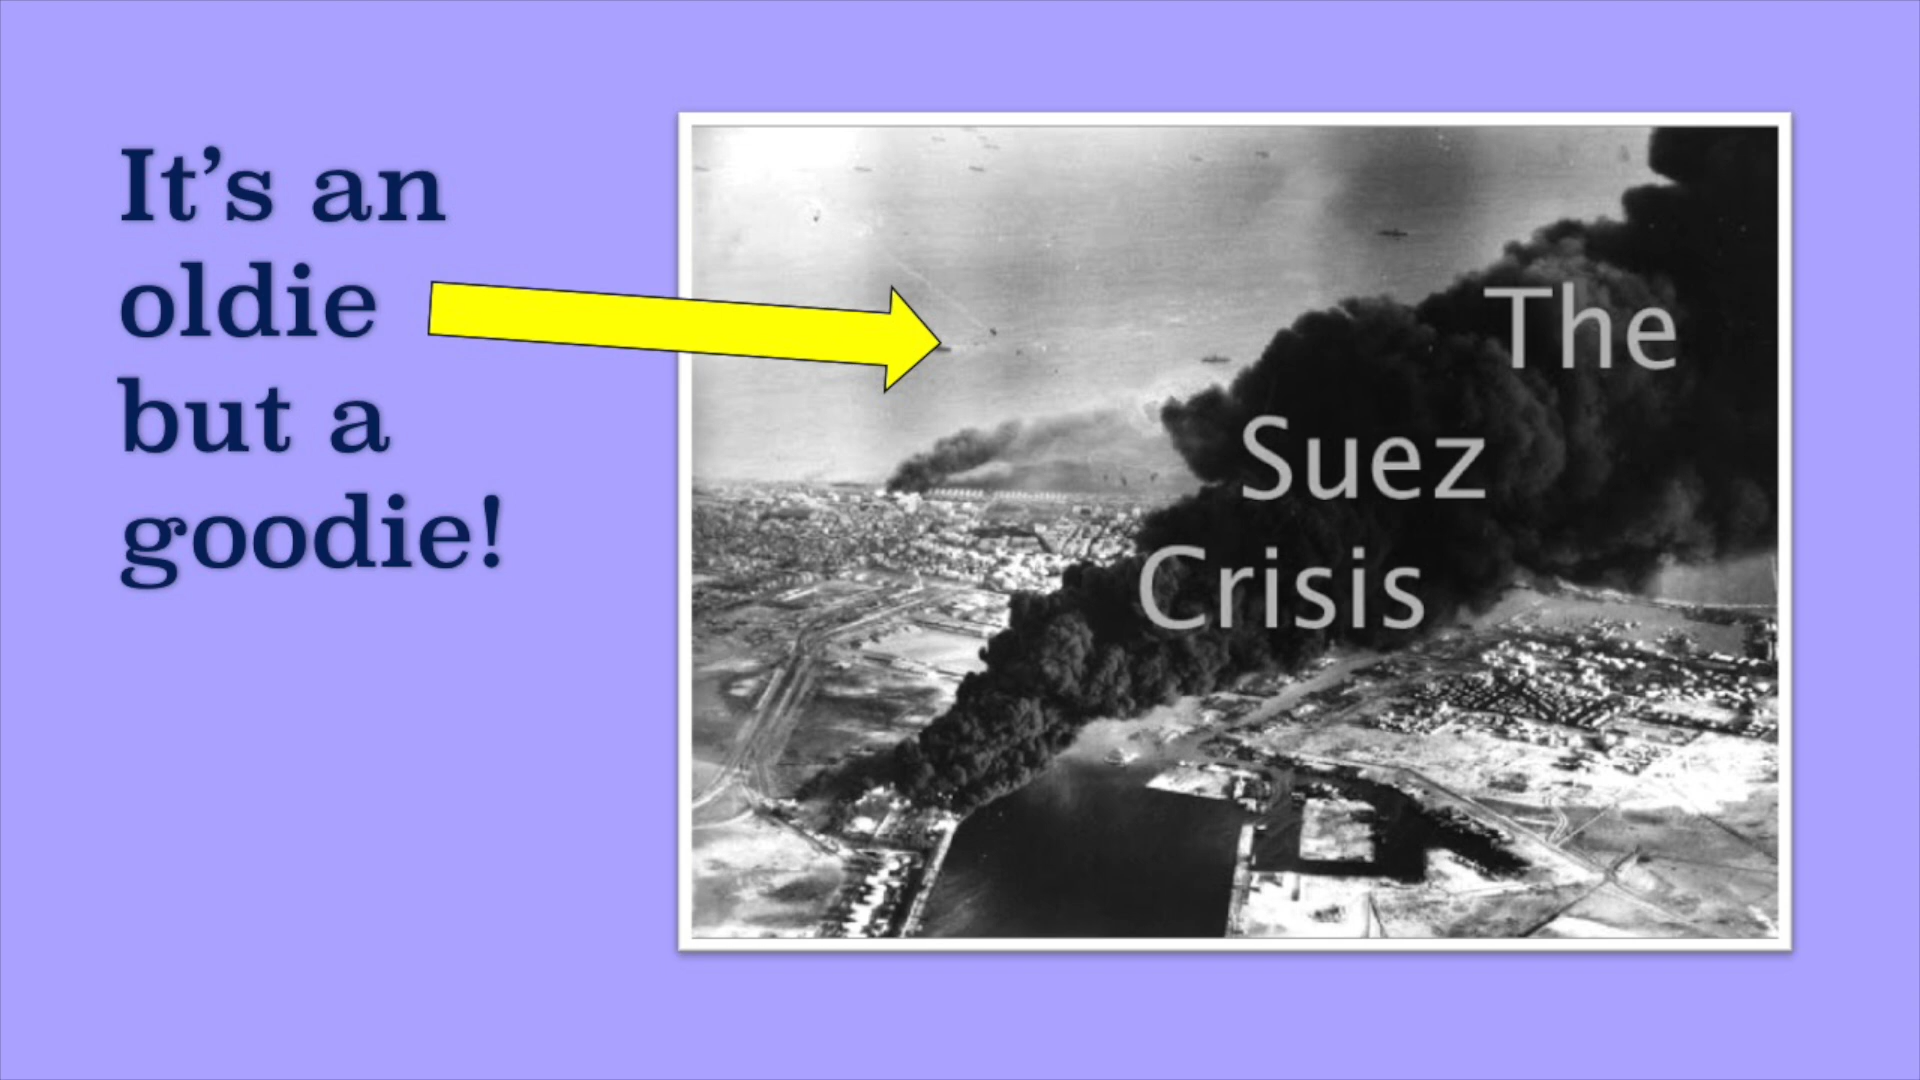 It’s an
oldie
but a
goodie!
The
Suez
Crisis